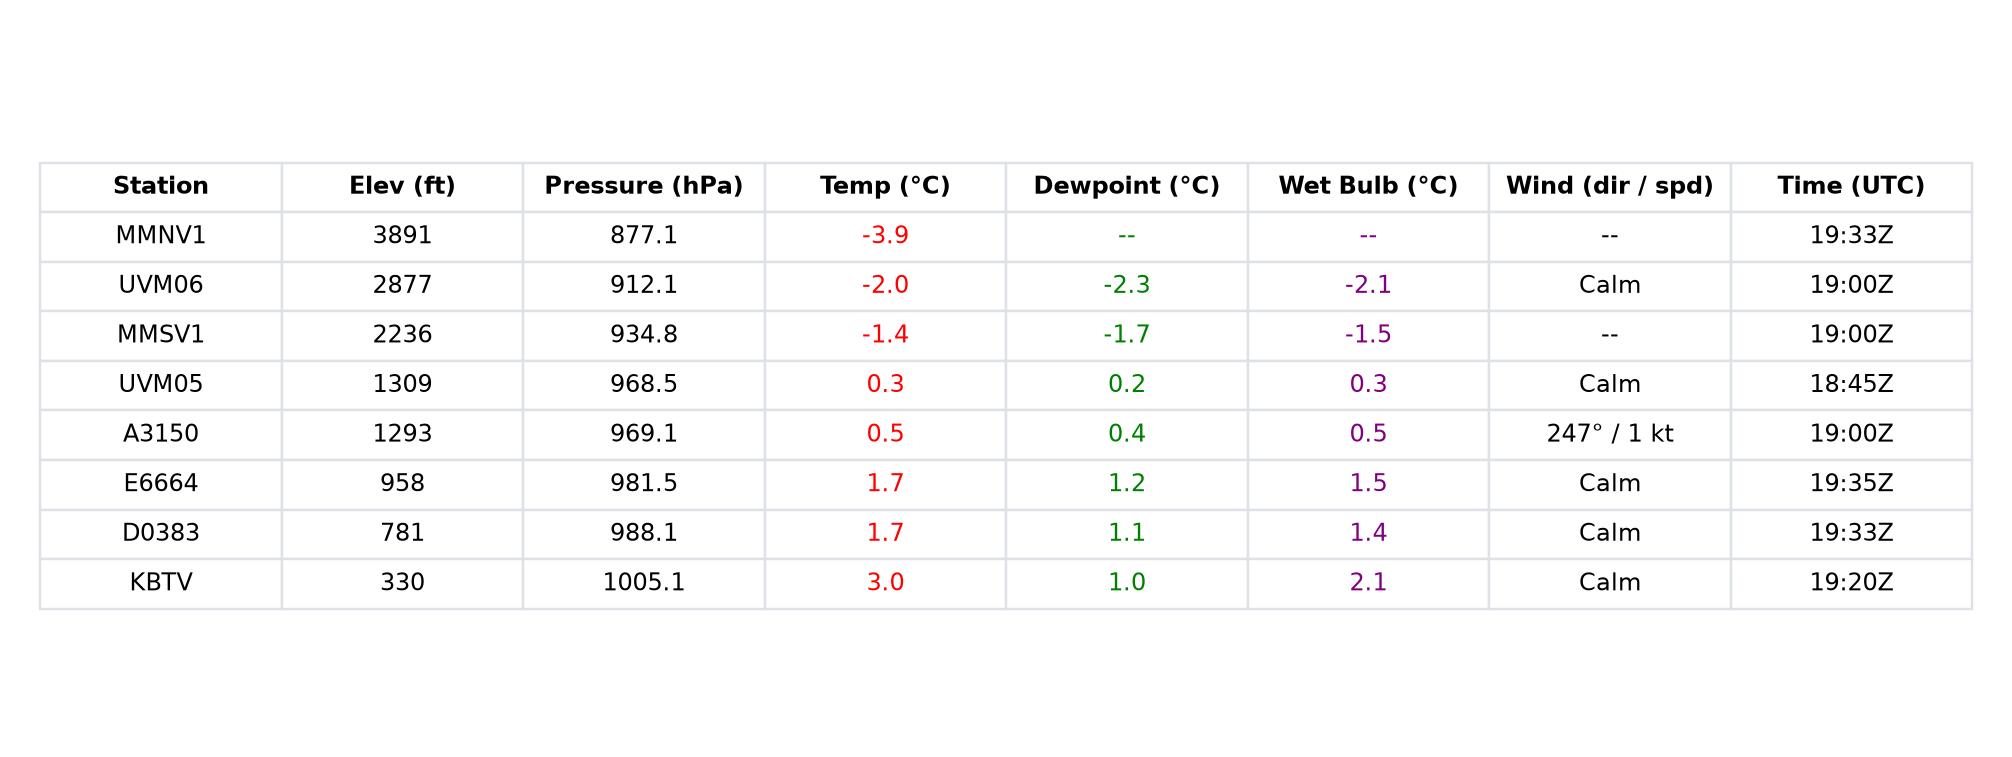 Station Elev (ft) Pressure (hPa) Temp (°C) Dewpoint (°C) Wet Bulb (°C) Wind (dir / spd) Time (UTC)
MMNV1 3891 877.1 -3.9 -- -- -- 19:33Z
UVM06 2877 912.1 -2.0 -2.3 -2.1 Calm 19:00Z
MMSV1 2236 934.8 -1.4 -1.7 -1.5 -- 19:00Z
UVM05 1309 968.5 0.3 0.2 0.3 Calm 18:45Z
A3150 1293 969.1 0.5 0.4 0.5 247° / 1 kt 19:00Z
E6664 958 981.5 1.7 1.2 1.5 Calm 19:35Z
D0383 781 988.1 1.7 1.1 1.4 Calm 19:33Z
KBTV 330 1005.1 3.0 1.0 2.1 Calm 19:20Z